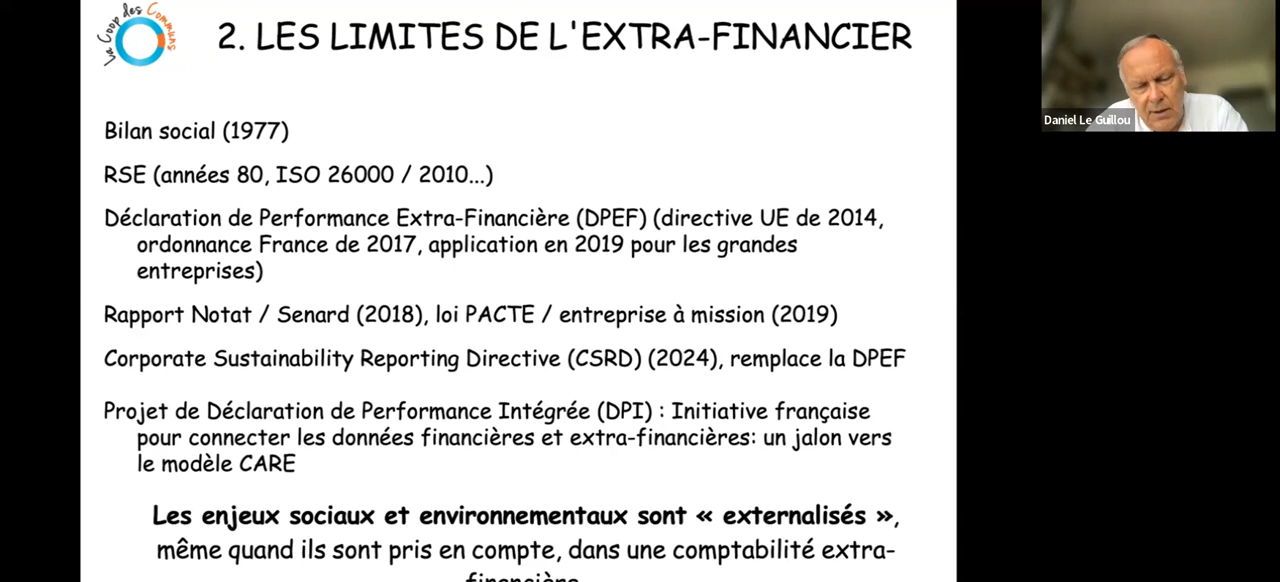 La Coop des Communs
2. LES LIMITES DE L'EXTRA-FINANCIER
Daniel Le Guillou
Bilan social (1977)
RSE (années 80, ISO 26000 / 2010...)
Déclaration de Performance Extra-Financière (DPEF) (directive UE de 2014,
ordonnance France de 2017, application en 2019 pour les grandes
entreprises)
Rapport Notat / Senard (2018), loi PACTE / entreprise à mission (2019)
Corporate Sustainability Reporting Directive (CSRD) (2024), remplace la DPEF
Projet de Déclaration de Performance Intégrée (DPI) : Initiative française
pour connecter les données financières et extra-financières: un jalon vers
le modèle CARE
Les enjeux sociaux et environnementaux sont « externalisés »,
même quand ils sont pris en compte, dans une comptabilité extra-
financière